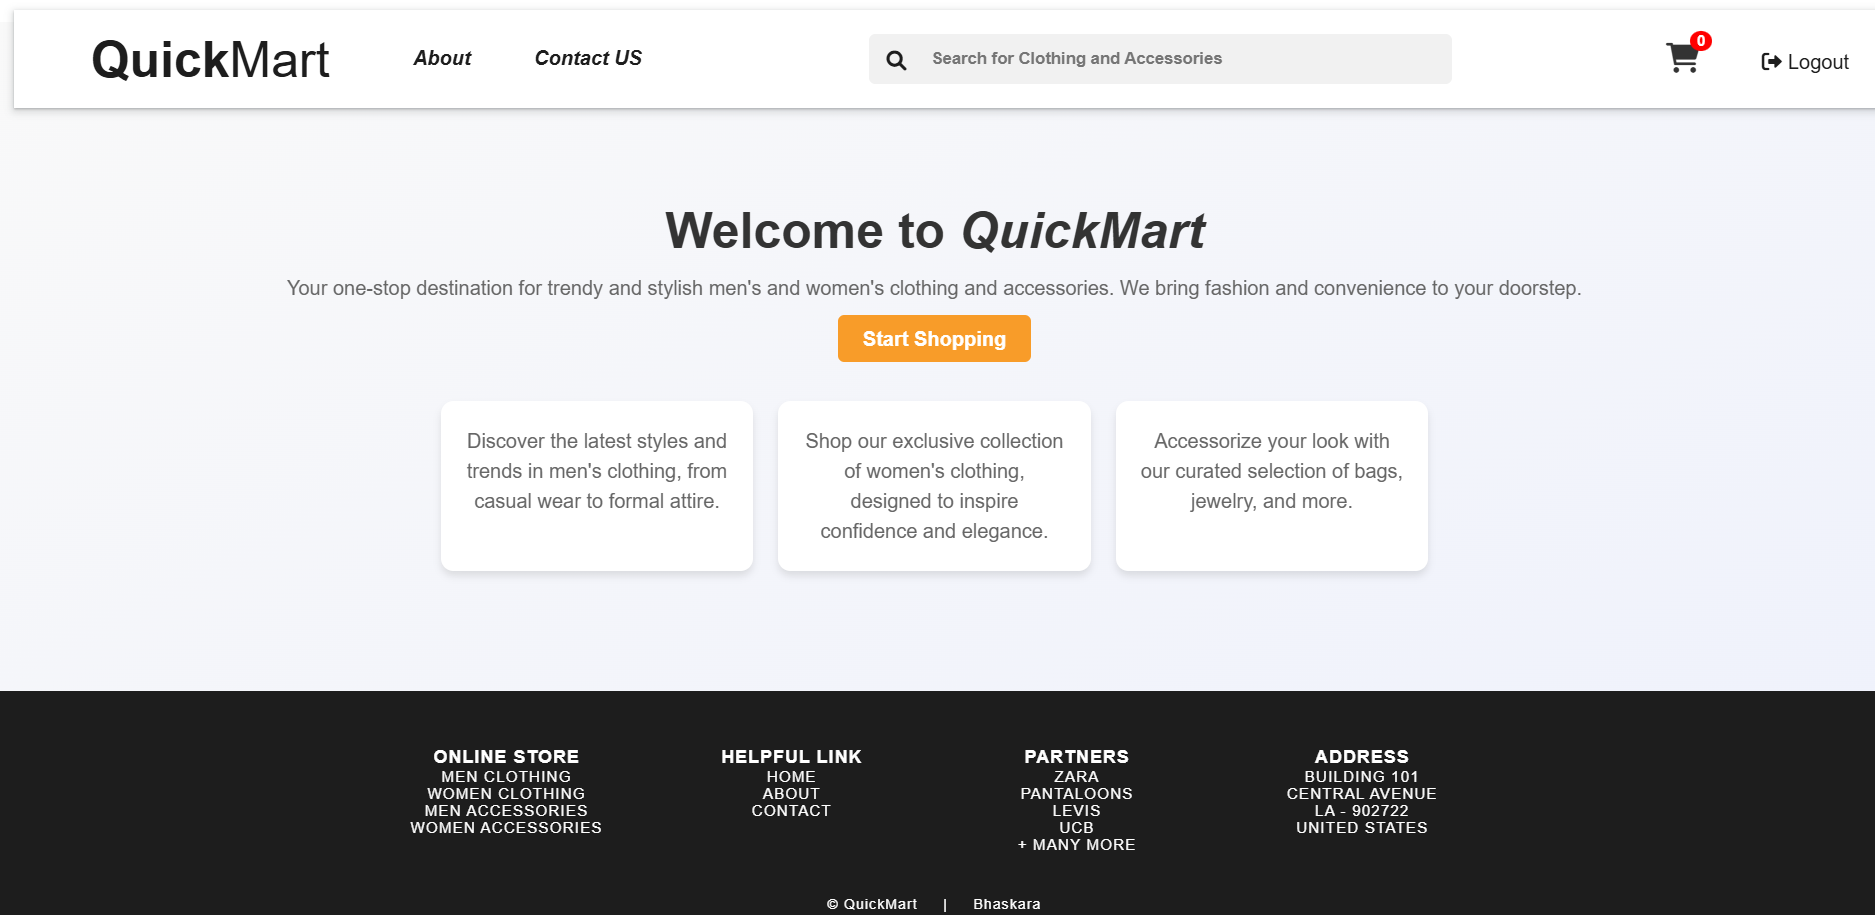 QuickMart
About
Contact US
Search for Clothing and Accessories
0
Logout
Welcome to QuickMart
Your one-stop destination for trendy and stylish men's and women's clothing and accessories. We bring fashion and convenience to your doorstep.
Start Shopping
Discover the latest styles and
trends in men's clothing, from
casual wear to formal attire.
Shop our exclusive collection
of women's clothing,
designed to inspire
confidence and elegance.
Accessorize your look with
our curated selection of bags,
jewelry, and more.
ONLINE STORE
MEN CLOTHING
WOMEN CLOTHING
MEN ACCESSORIES
WOMEN ACCESSORIES
HELPFUL LINK
HOME
ABOUT
CONTACT
PARTNERS
ZARA
PANTALOONS
LEVIS
UCB
+ MANY MORE
ADDRESS
BUILDING 101
CENTRAL AVENUE
LA - 902722
UNITED STATES
© QuickMart | Bhaskara